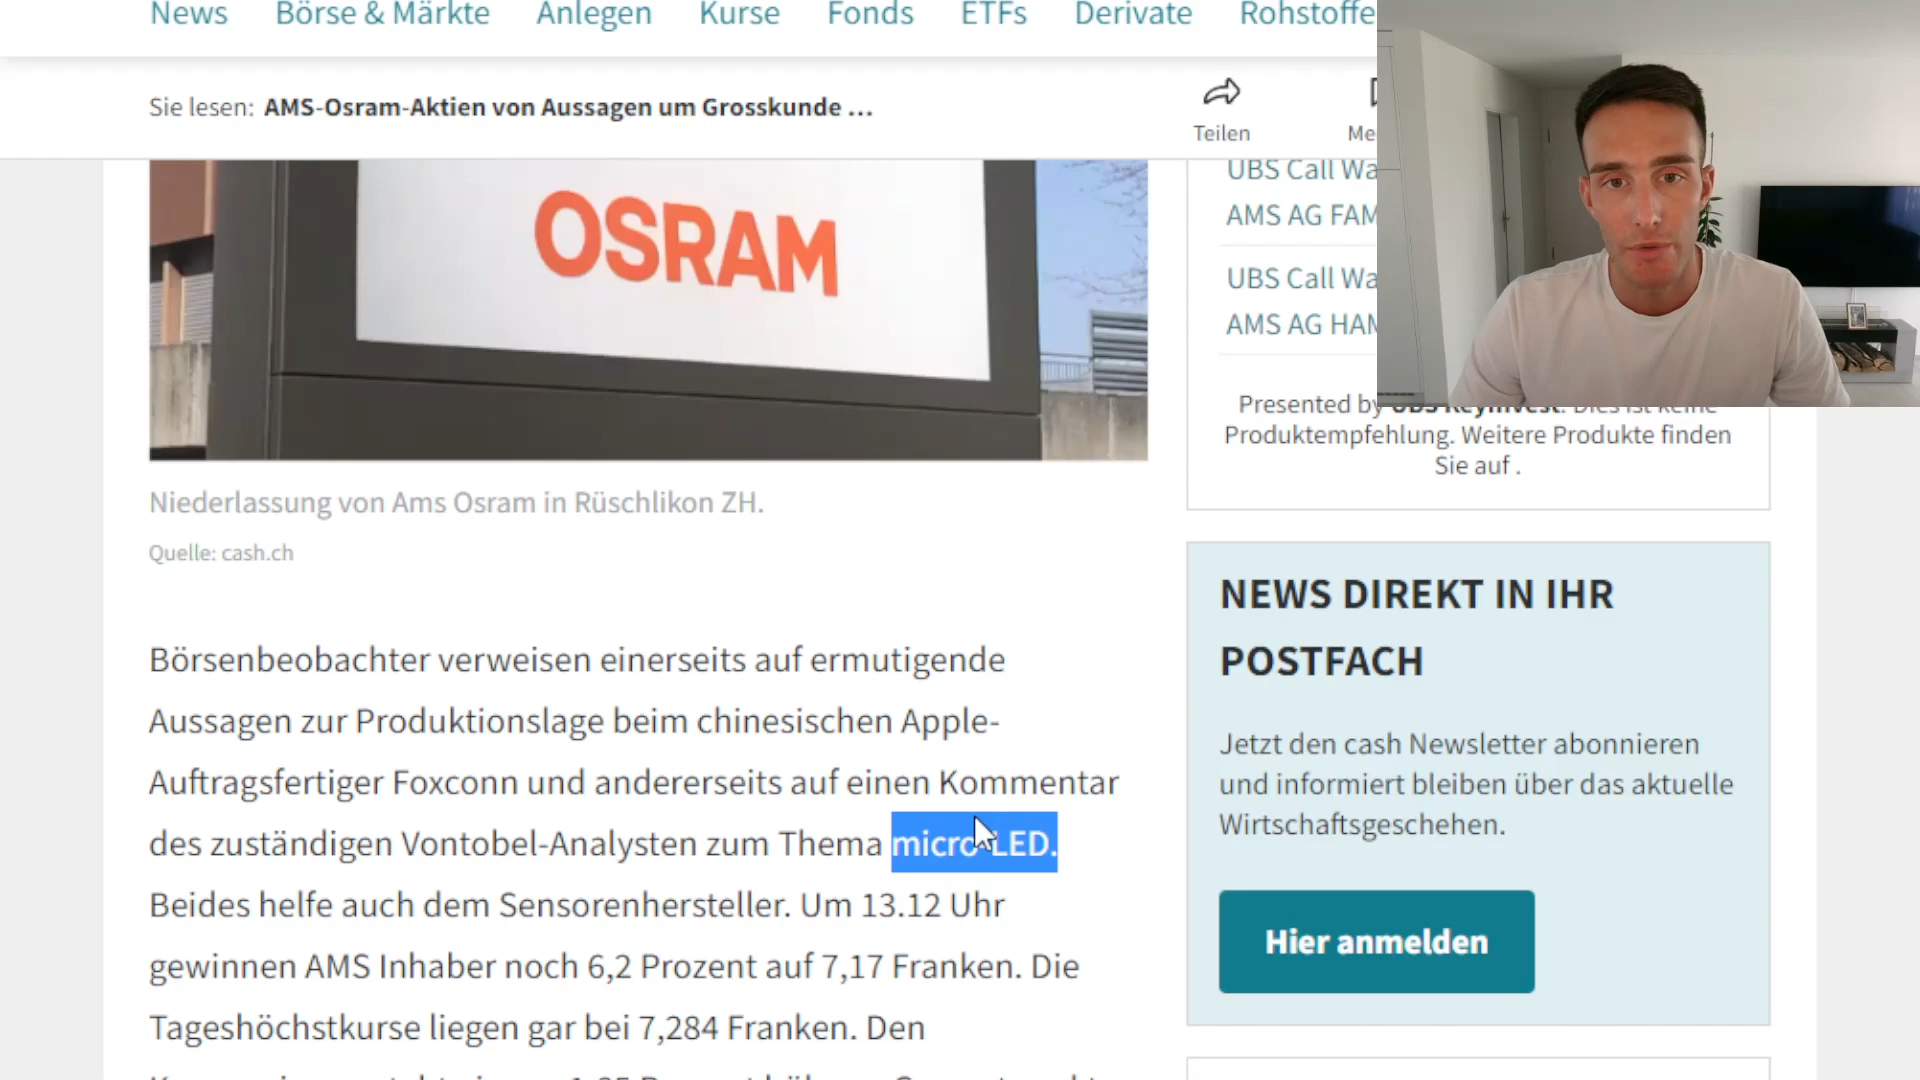 News Börse & Märkte Anlegen Kurse Fonds ETFs Derivate Rohstoffe
Sie lesen: AMS-Osram-Aktien von Aussagen um Grosskunde ...
Teilen
OSRAM
Niederlassung von Ams Osram in Rüschlikon ZH.
Quelle: cash.ch
Börsenbeobachter verweisen einerseits auf ermutigende
Aussagen zur Produktionslage beim chinesischen Apple-
Auftragsfertiger Foxconn und andererseits auf einen Kommentar
des zuständigen Vontobel-Analysten zum Thema micro-LED.
Beides helfe auch dem Sensorenhersteller. Um 13.12 Uhr
gewinnen AMS Inhaber noch 6,2 Prozent auf 7,17 Franken. Die
Tageshöchstkurse liegen gar bei 7,284 Franken. Den
UBS Call
AMS AG
UBS Call
AMS AG
Presented by UBS KeyInvest. Dies ist keine
Produktempfehlung. Weitere Produkte finden
Sie auf .
NEWS DIREKT IN IHR
POSTFACH
Jetzt den cash Newsletter abonnieren
und informiert bleiben über das aktuelle
Wirtschaftsgeschehen.
Hier anmelden